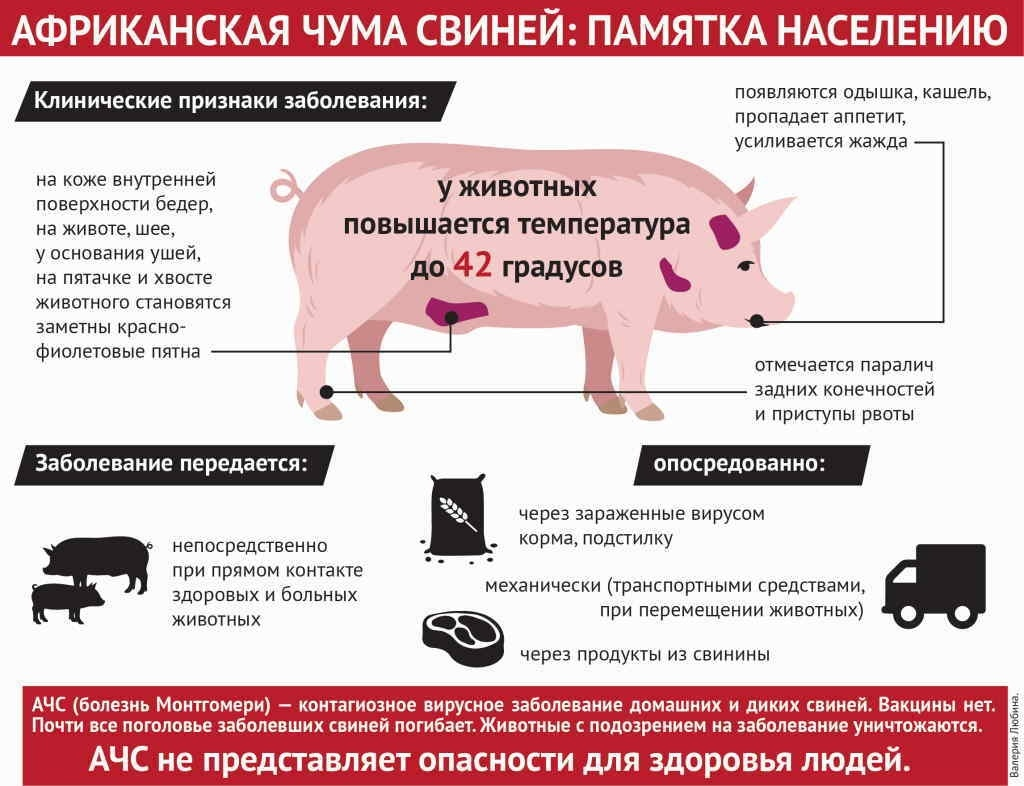 АФРИКАНСКАЯ ЧУМА СВИНЕЙ: ПАМЯТКА НАСЕЛЕНИЮ
Клинические признаки заболевания:
появляются одышка, кашель,
пропадает аппетит,
усиливается жажда
на коже внутренней
поверхности бедер,
на животе, шее,
у основания ушей,
на пятачке и хвосте
животного становятся
заметны красно-
фиолетовые пятна
у животных
повышается температура
до 42 градусов
отмечается паралич
задних конечностей
и приступы рвоты
Заболевание передается:
непосредственно
при прямом контакте
здоровых и больных
животных
опосредованно:
через зараженные вирусом
корма, подстилку
механически (транспортными средствами,
при перемещении животных)
через продукты из свинины
АЧС (болезнь Монтгомери) — контагиозное вирусное заболевание домашних и диких свиней. Вакцины нет.
Почти все поголовье заболевших свиней погибает. Животные с подозрением на заболевание уничтожаются.
АЧС не представляет опасности для здоровья людей.
Валерия Любина.